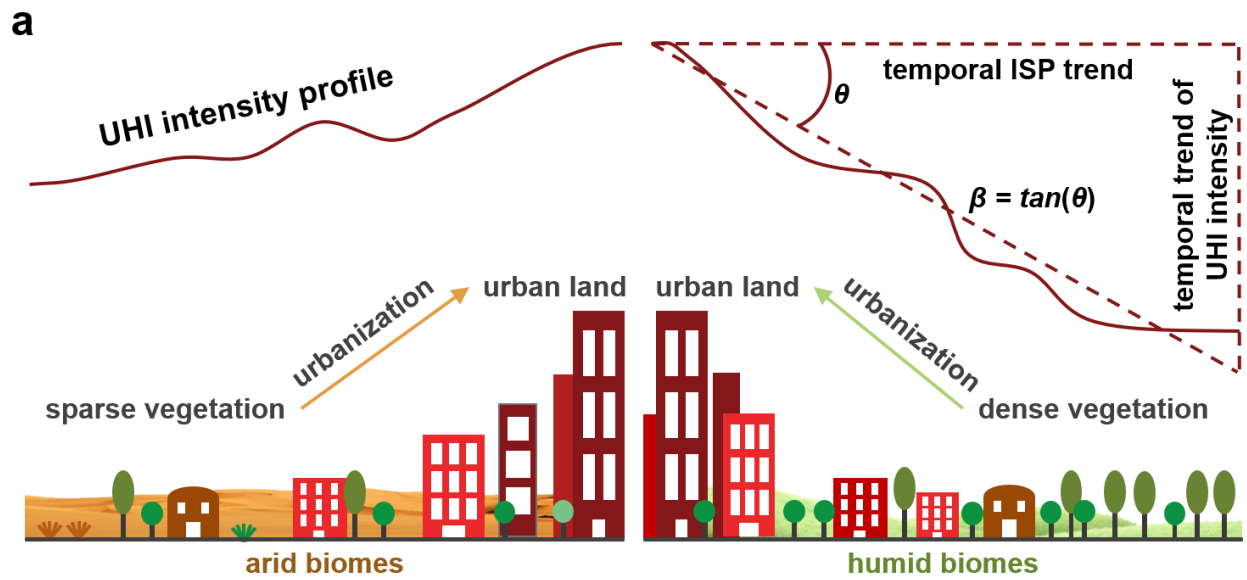 a
UHI intensity profile
temporal ISP trend
θ
β = tan(θ)
temporal trend of
UHI intensity
urban land
urban land
urbanization
urbanization
sparse vegetation
dense vegetation
arid biomes
humid biomes